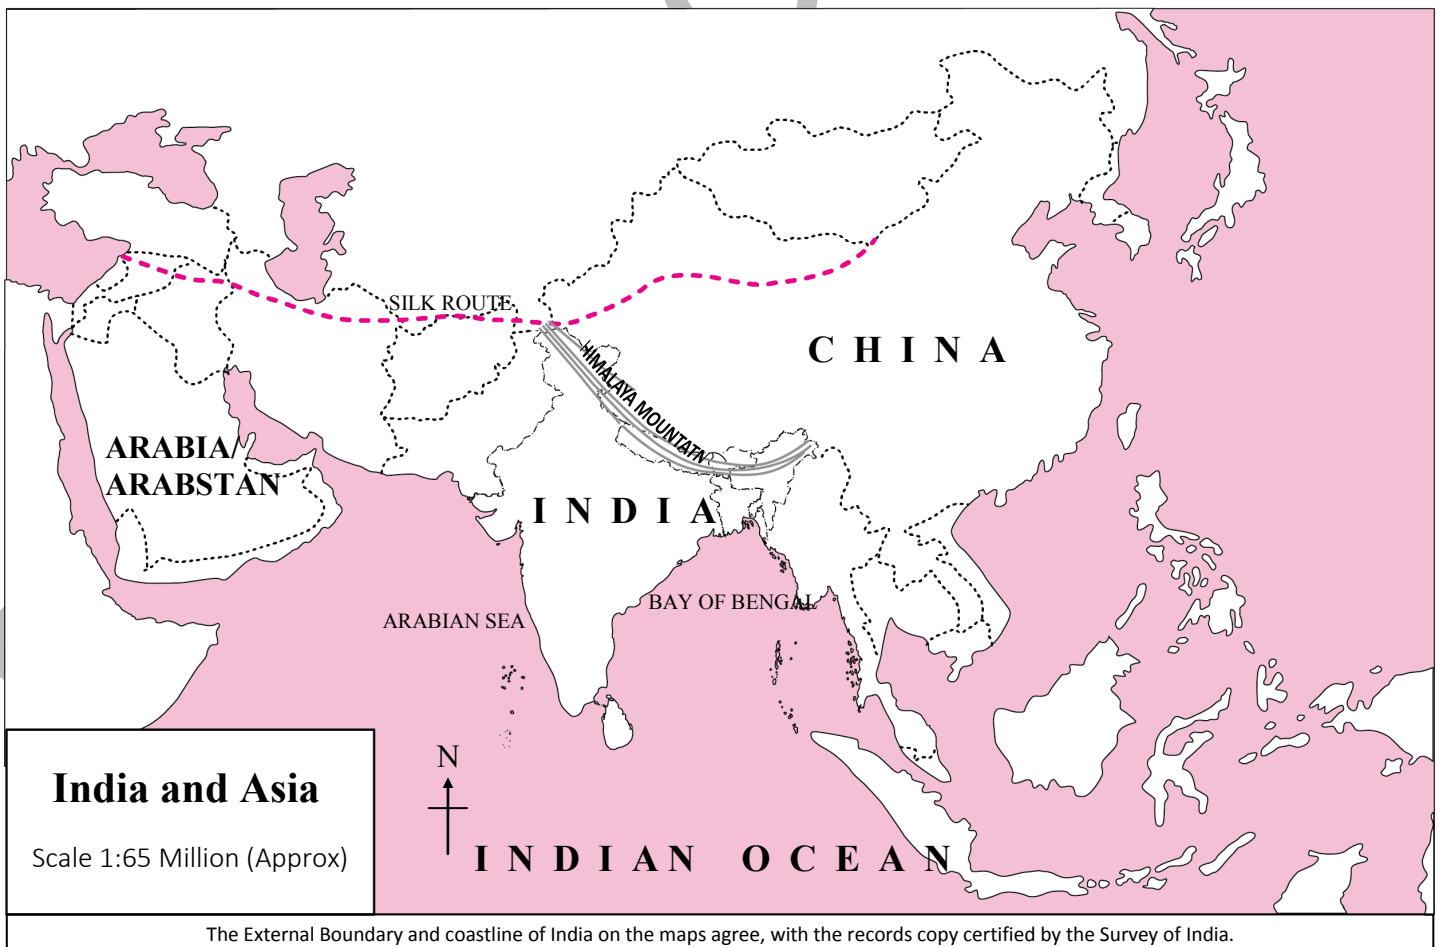 SILK ROUTE
CHINA
HIMALAYA MOUNTATN
ARABIA/
ARABSTAN
INDIA
BAY OF BENGAL
ARABIAN SEA
N
India and Asia
Scale 1:65 Million (Approx)
INDIAN OCEAN
The External Boundary and coastline of India on the maps agree, with the records copy certified by the Survey of India.